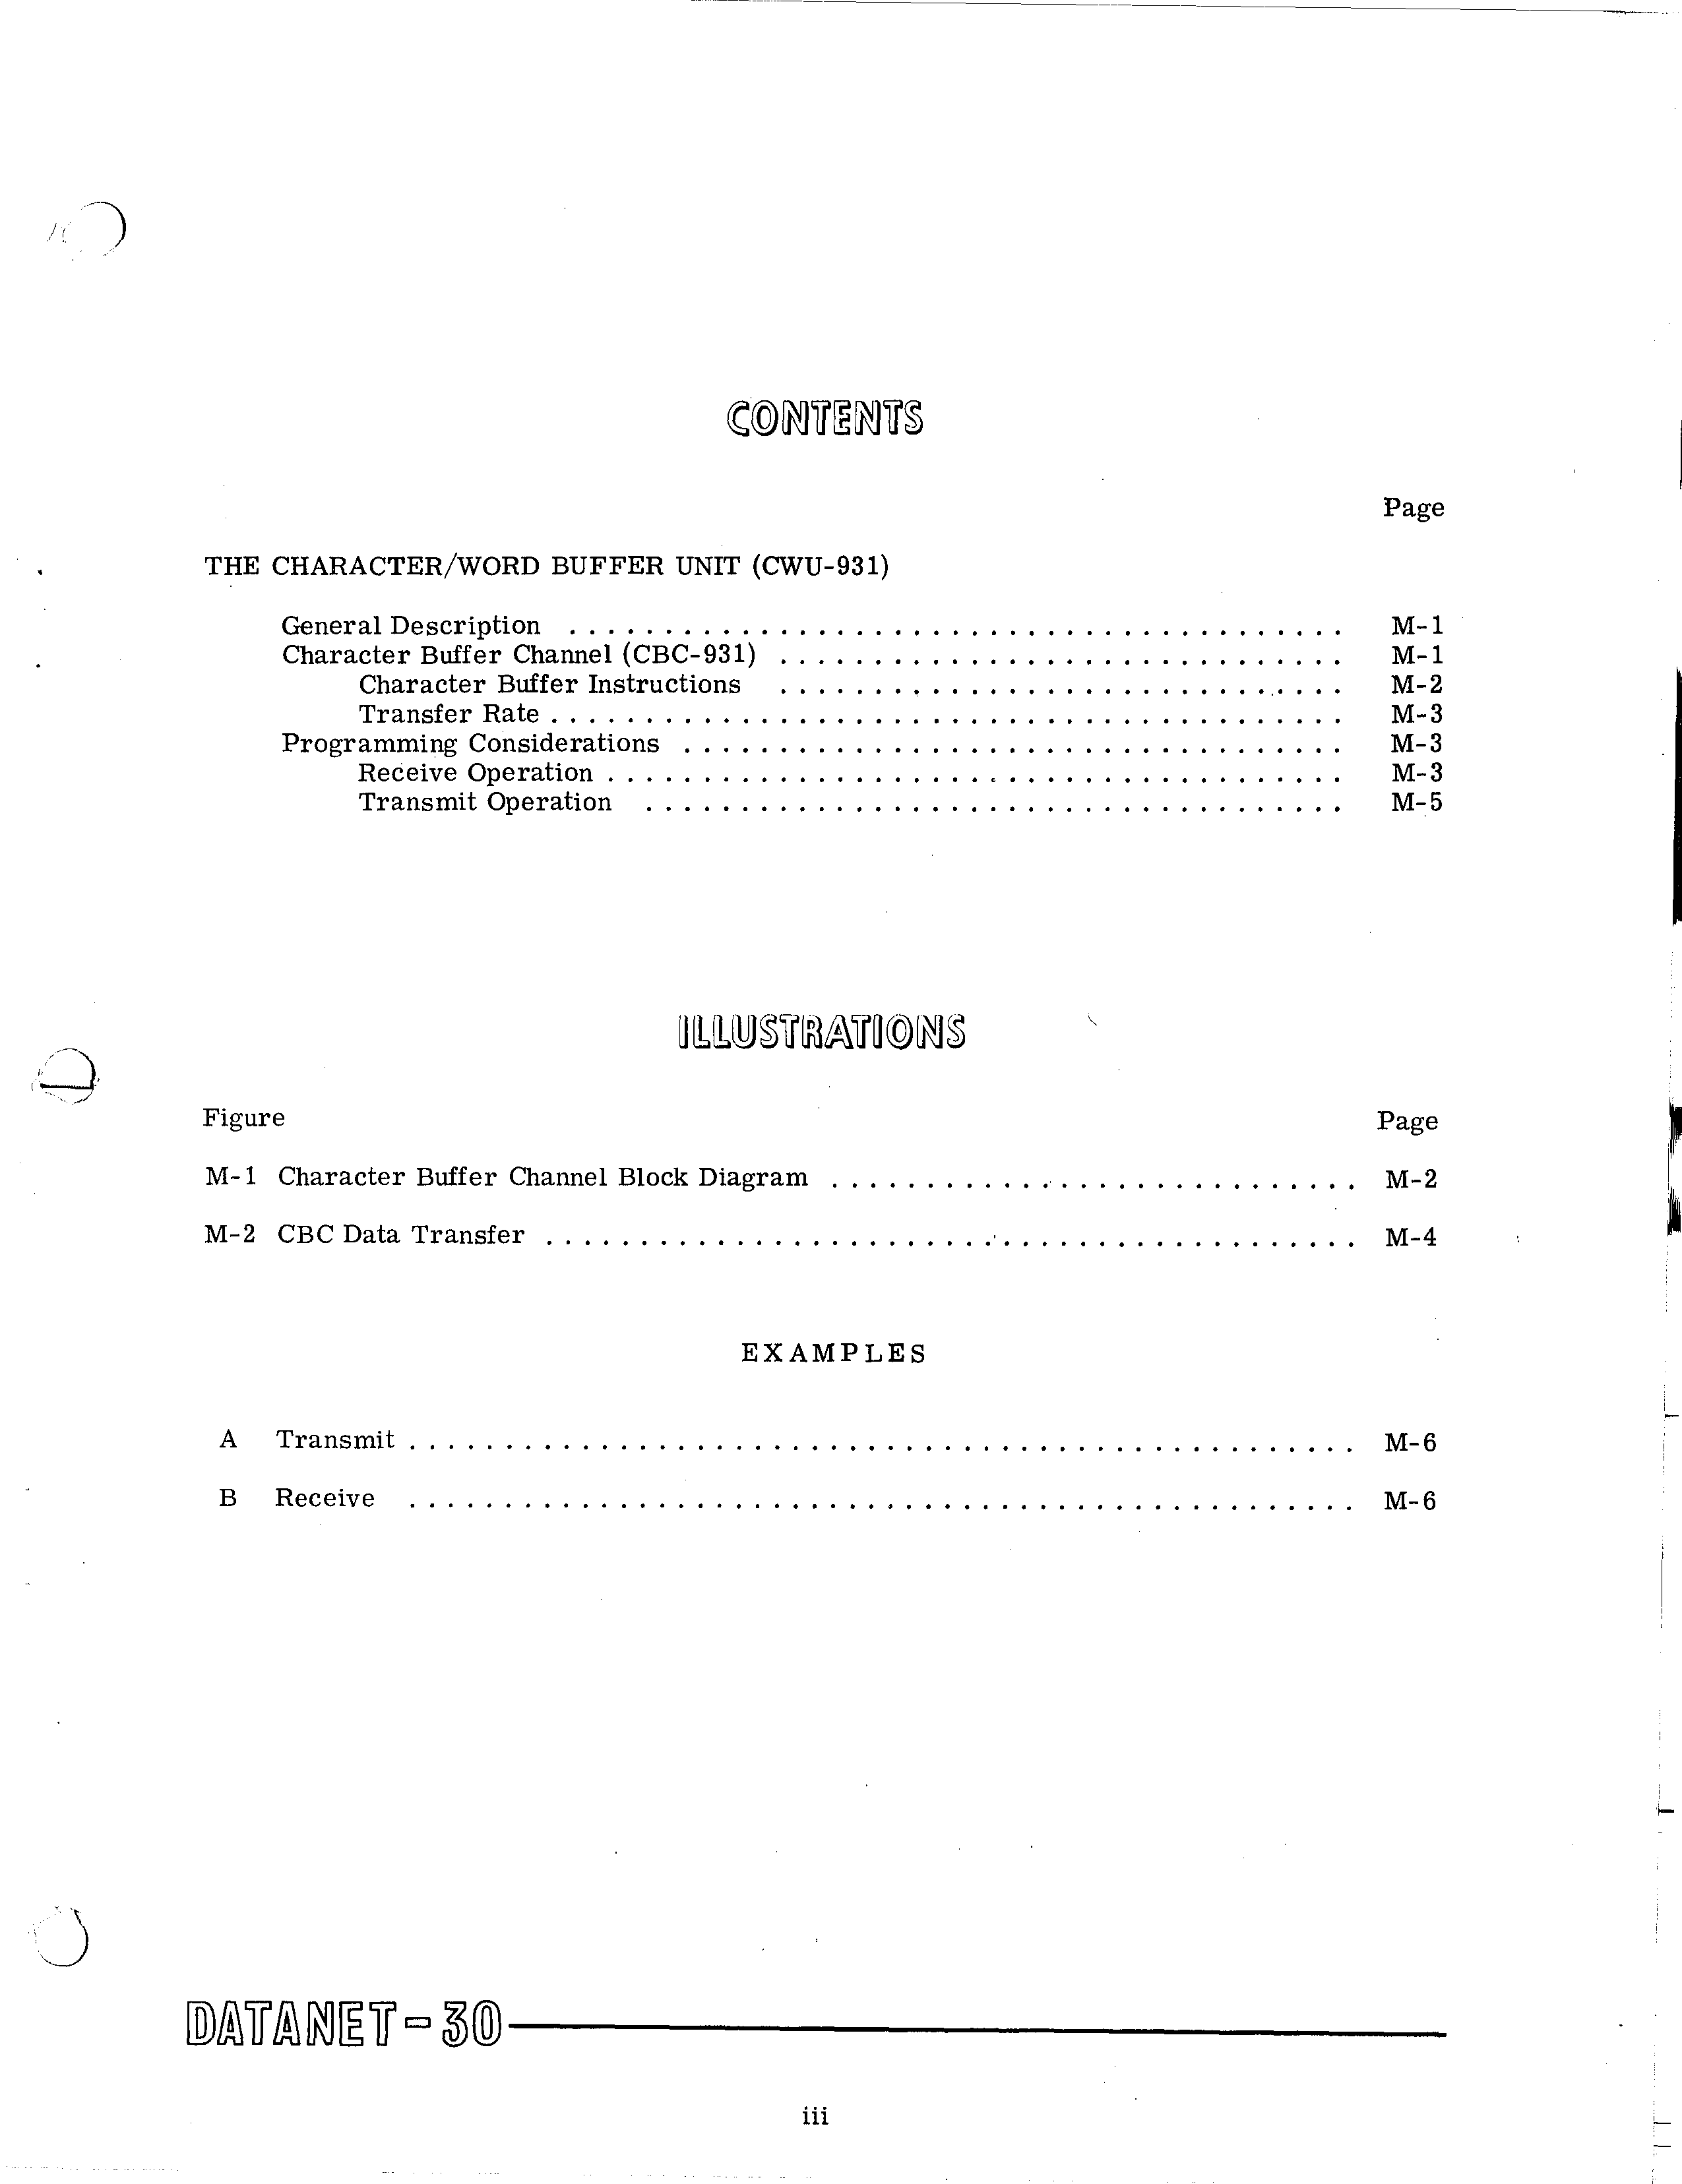 CONTENTS
Page
THE CHARACTER/WORD BUFFER UNIT (CWU-931)
General Description . . . . . . . . . . . . . . . . . . . . . . . . . . . . . . . . . . . . . . . . . M-1
Character Buffer Channel (CBC-931) . . . . . . . . . . . . . . . . . . . . . . . . . . . . . . M-1
Character Buffer Instructions . . . . . . . . . . . . . . . . . . . . . . . . . . . . . . M-2
Transfer Rate . . . . . . . . . . . . . . . . . . . . . . . . . . . . . . . . . . . . . . . . . . M-3
Programming Considerations . . . . . . . . . . . . . . . . . . . . . . . . . . . . . . . . . . . M-3
Receive Operation . . . . . . . . . . . . . . . . . . . . . . . . . . . . . . . . . . . . . . . M-3
Transmit Operation . . . . . . . . . . . . . . . . . . . . . . . . . . . . . . . . . . . . . M-5
ILLUSTRATIONS
Figure Page
M-1 Character Buffer Channel Block Diagram . . . . . . . . . . . . . . . . . . . . . . . . . . . . M-2
M-2 CBC Data Transfer . . . . . . . . . . . . . . . . . . . . . . . . . . . . . . . . . . . . . . . . . . . M-4
EXAMPLES
A Transmit . . . . . . . . . . . . . . . . . . . . . . . . . . . . . . . . . . . . . . . . . . . . . . . . . . M-6
B Receive . . . . . . . . . . . . . . . . . . . . . . . . . . . . . . . . . . . . . . . . . . . . . . . . . . M-6
DATANET-30
iii